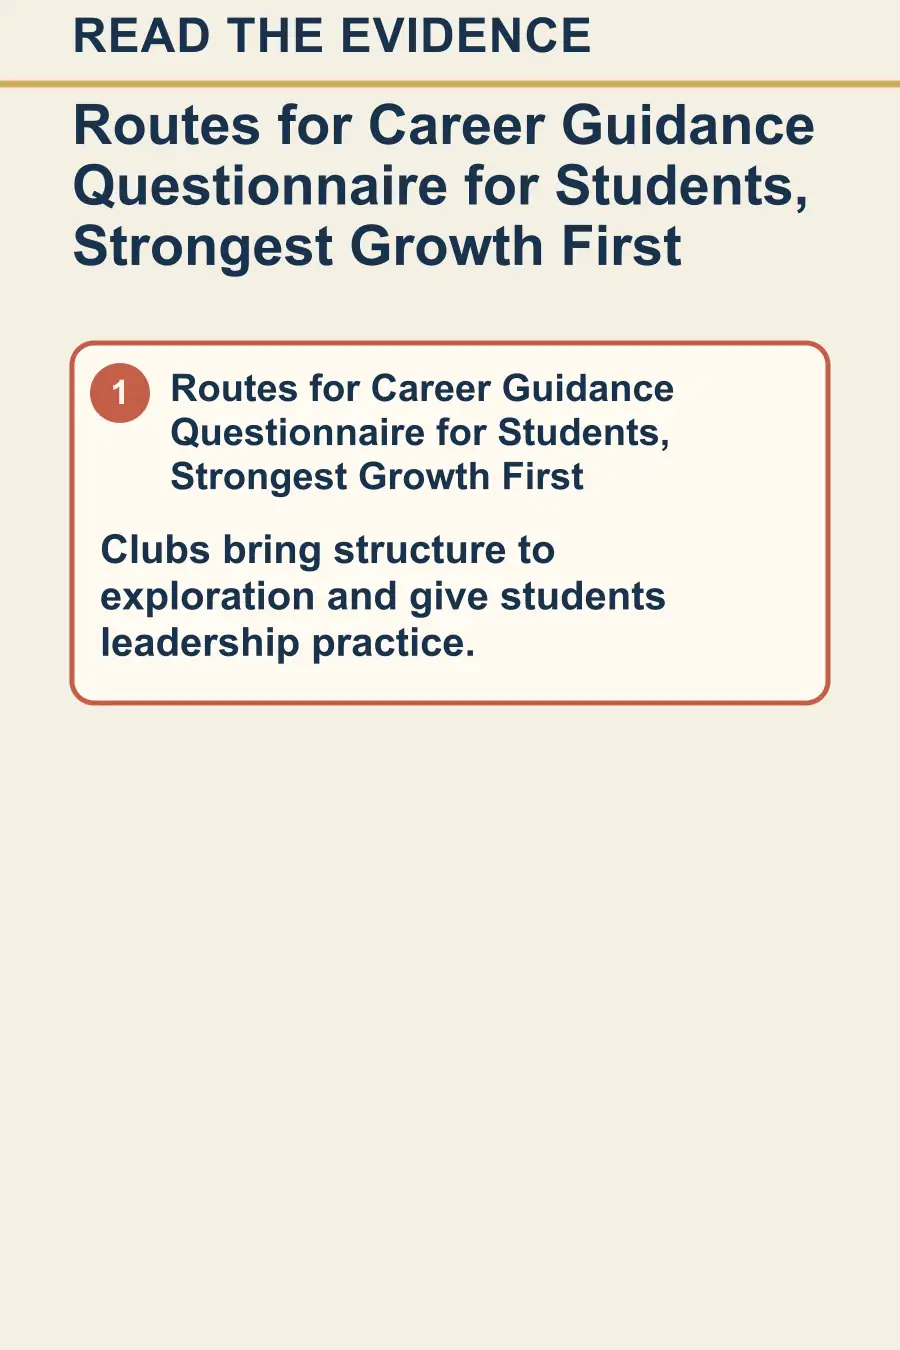 READ THE EVIDENCE
Routes for Career Guidance
Questionnaire for Students,
Strongest Growth First
1
Routes for Career Guidance
Questionnaire for Students,
Strongest Growth First
Clubs bring structure to
exploration and give students
leadership practice.